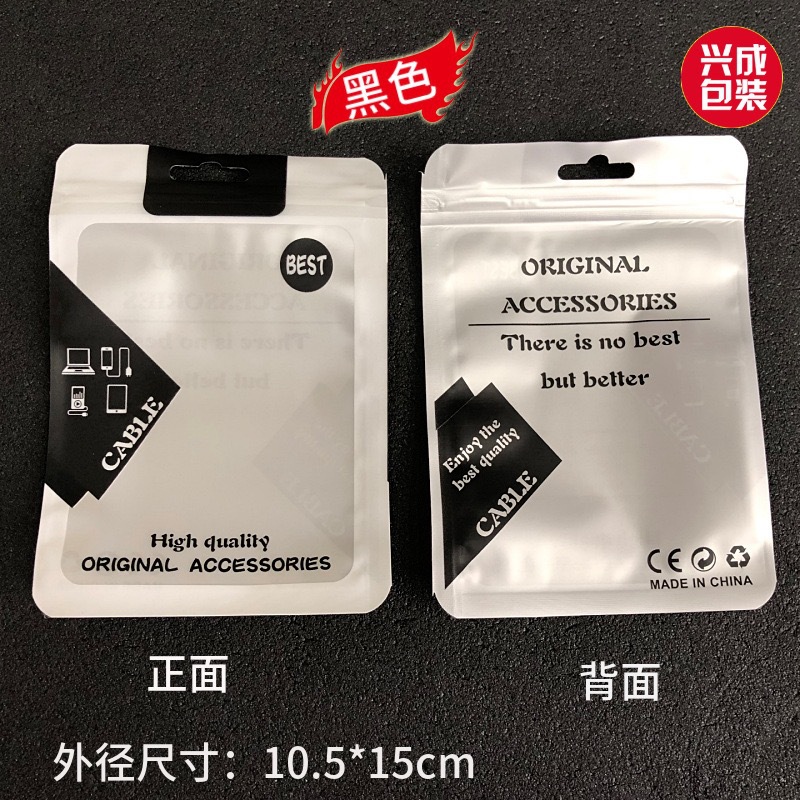 黑色
兴成
包装
BEST
CABLE
High quality
ORIGINAL ACCESSORIES
ORIGINAL
ACCESSORIES
There is no best
but better
Enjoy the
best quality
CABLE
CE
MADE IN CHINA
正面
背面
外径尺寸：10.5*15cm